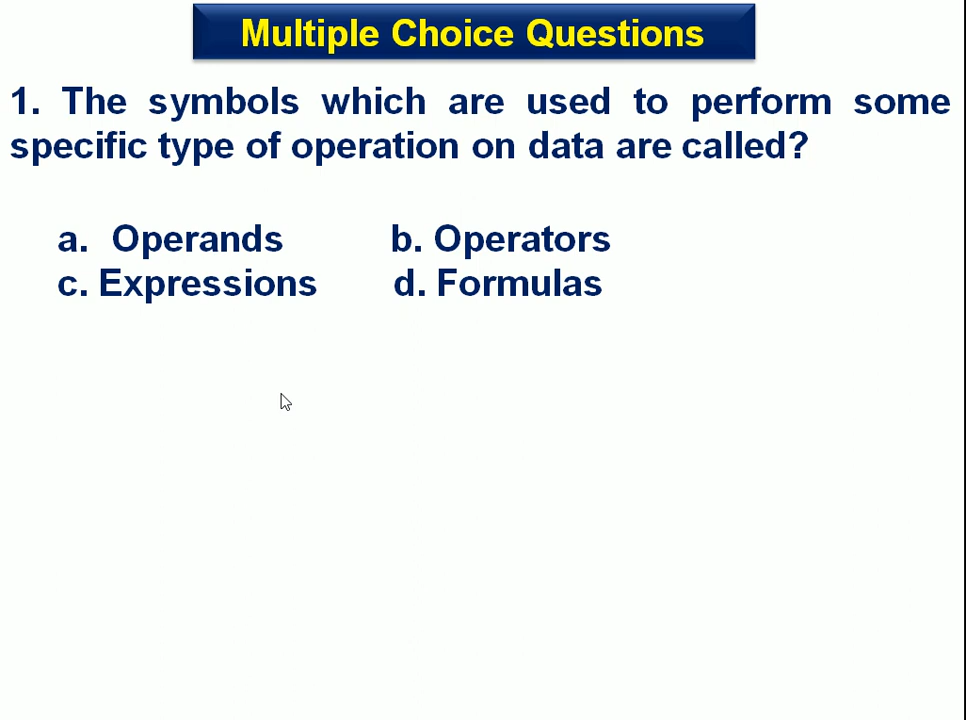 Multiple Choice Questions
1. The symbols which are used to perform some
specific type of operation on data are called?
a. Operands b. Operators
c. Expressions d. Formulas